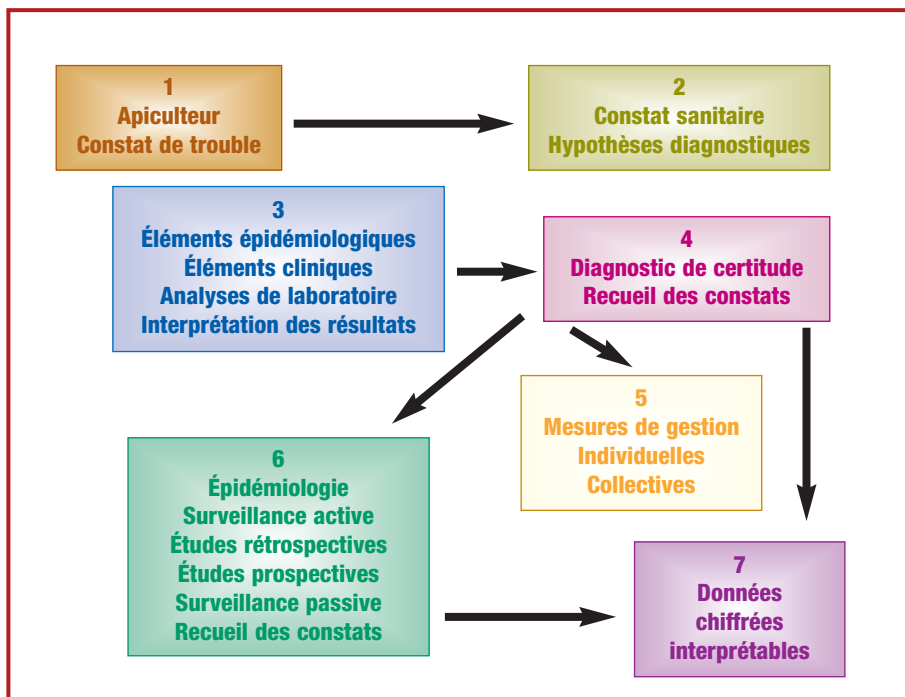 1
Apiculteur
Constat de trouble
2
Constat sanitaire
Hypothèses diagnostiques
3
Éléments épidémiologiques
Éléments cliniques
Analyses de laboratoire
Interprétation des résultats
4
Diagnostic de certitude
Recueil des constats
5
Mesures de gestion
Individuelles
Collectives
6
Épidémiologie
Surveillance active
Études rétrospectives
Études prospectives
Surveillance passive
Recueil des constats
7
Données
chiffrées
interprétables